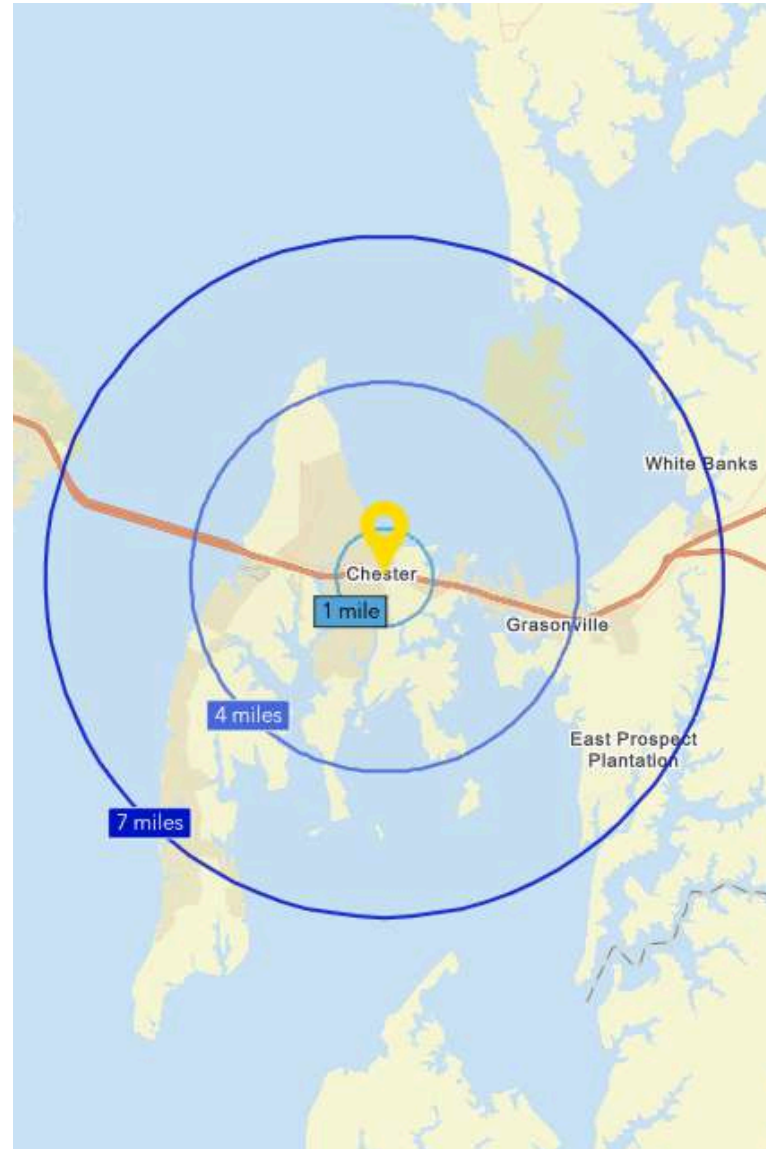 White Banks
Chester
1 mile
Grasonville
4 miles
East Prospect
Plantation
7 miles